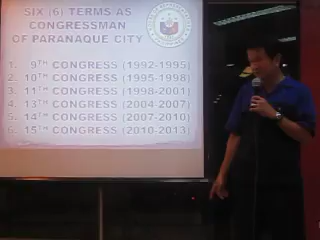 SIX (6) TERMS AS
CONGRESSMAN
OF PARANAQUE CITY
1. 9TH CONGRESS (1992-1995)
2. 10TH CONGRESS (1995-1998)
3. 11TH CONGRESS (1998-2001)
4. 13TH CONGRESS (2004-2007)
5. 14TH CONGRESS (2007-2010)
6. 15TH CONGRESS (2010-2013)